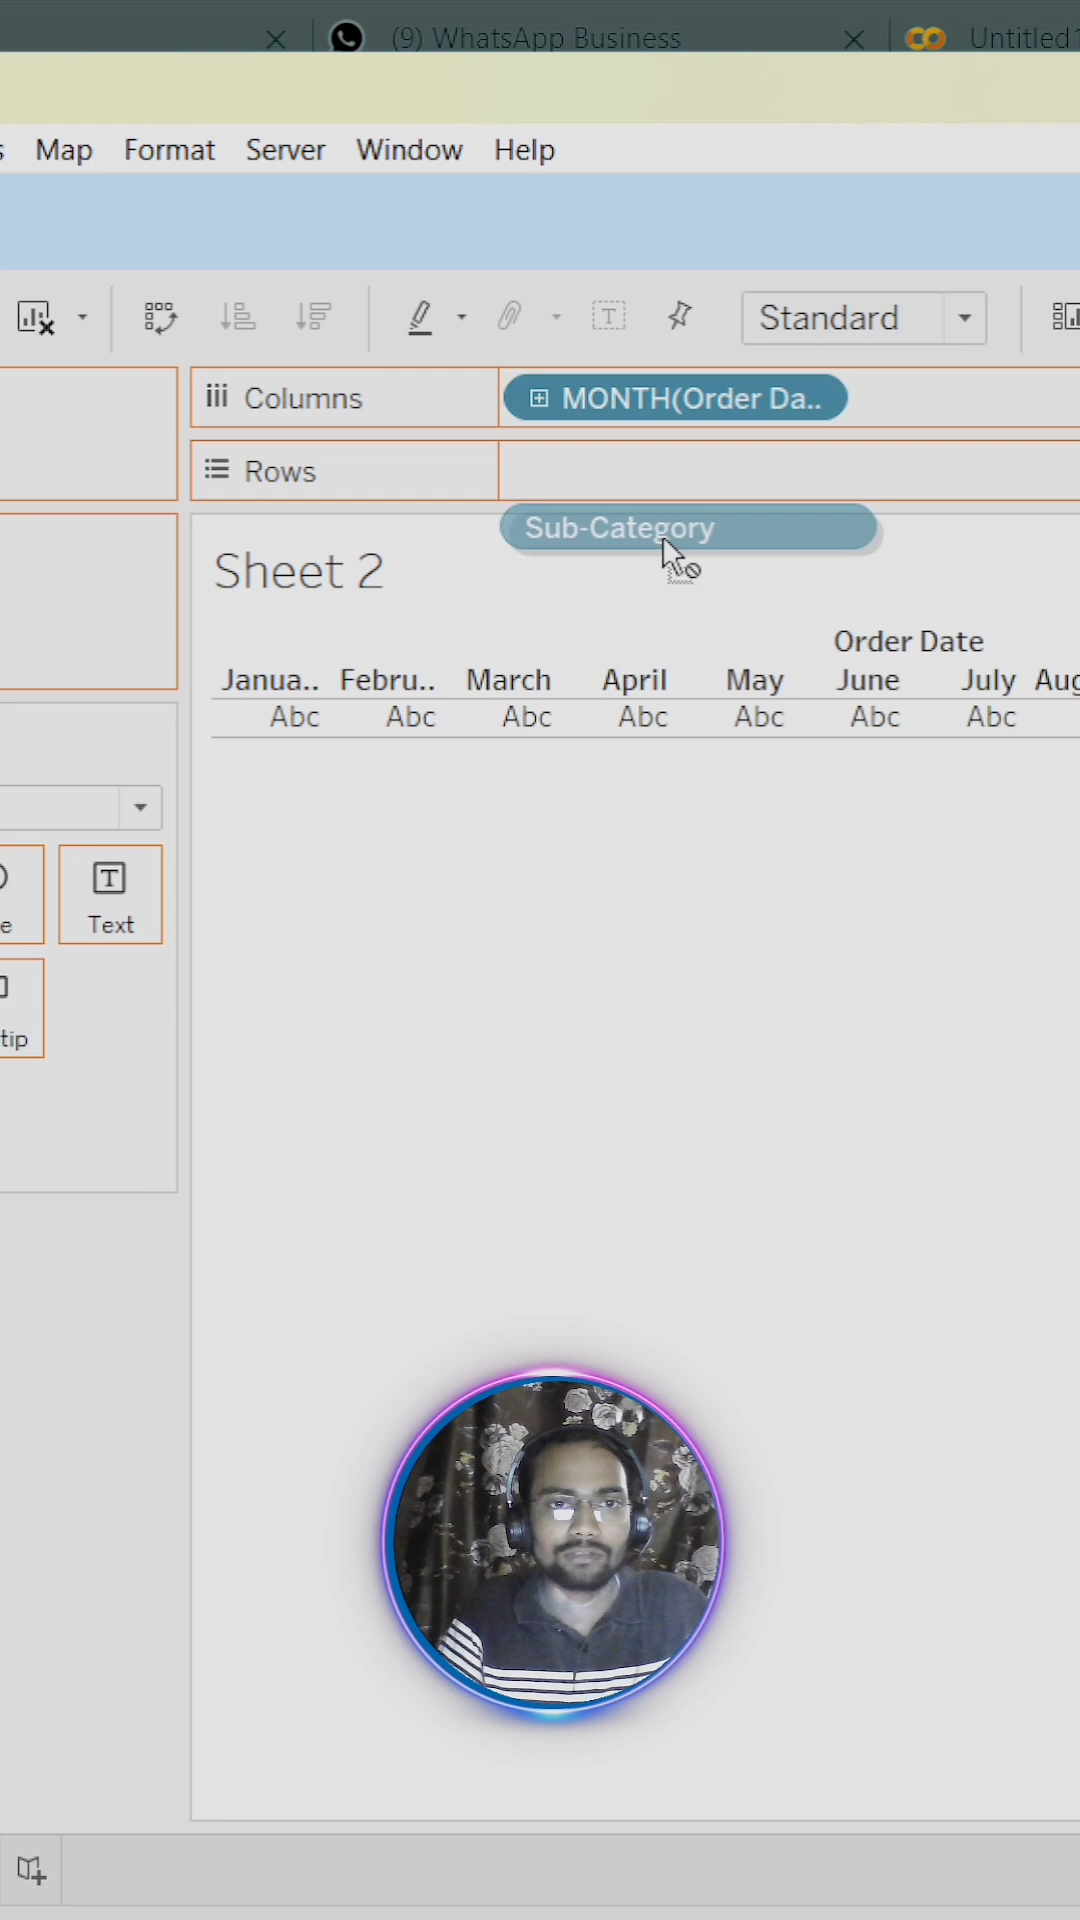 (9) WhatsApp Business Untitled
Map Format Server Window Help
Standard
Columns MONTH(Order Da..
Rows
Sub-Category
Sheet 2
Order Date
Janua.. Febru.. March April May June July Aug
Abc Abc Abc Abc Abc Abc Abc
T
e Text
tip